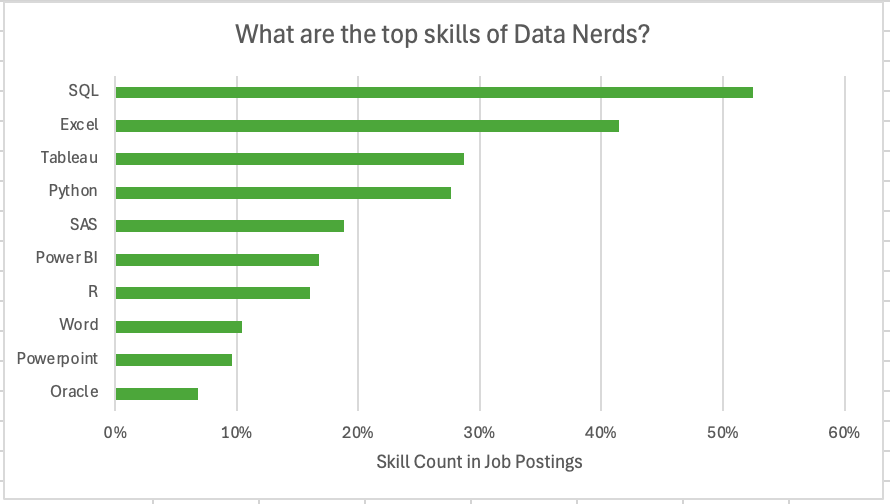 What are the top skills of Data Nerds?
SQL
Excel
Tableau
Python
SAS
Power BI
R
Word
Powerpoint
Oracle
0% 10% 20% 30% 40% 50% 60%
Skill Count in Job Postings